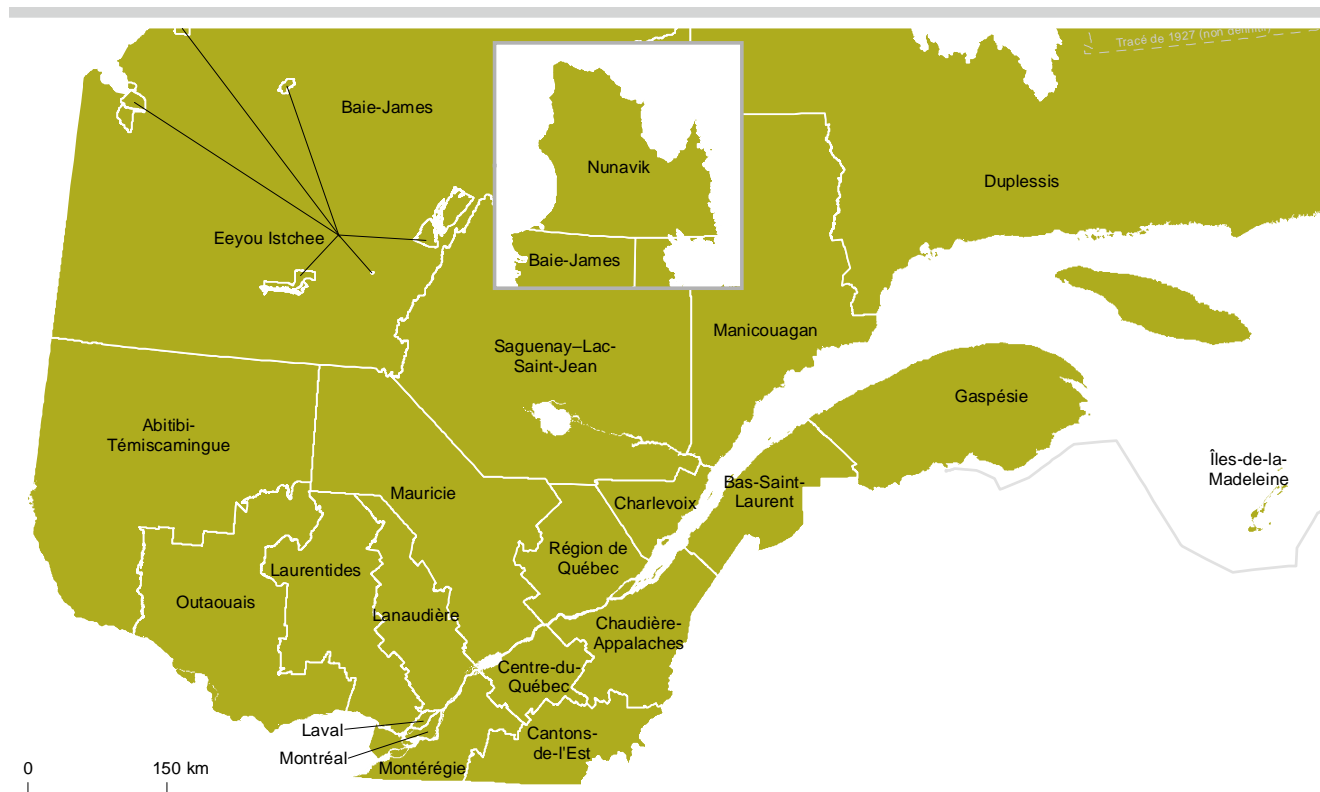 Tracé de 1927 (non définitif)
Baie-James
Nunavik
Duplessis
Eeyou Istchee
Baie-James
Manicouagan
Saguenay–Lac-
Saint-Jean
Gaspésie
Abitibi-
Témiscamingue
Îles-de-la-
Madeleine
Mauricie
Bas-Saint-
Laurent
Charlevoix
Région de
Québec
Laurentides
Outaouais
Lanaudière
Chaudière-
Appalaches
Centre-du-
Québec
Laval
Cantons-
de-l'Est
Montréal
Montérégie
0
150 km